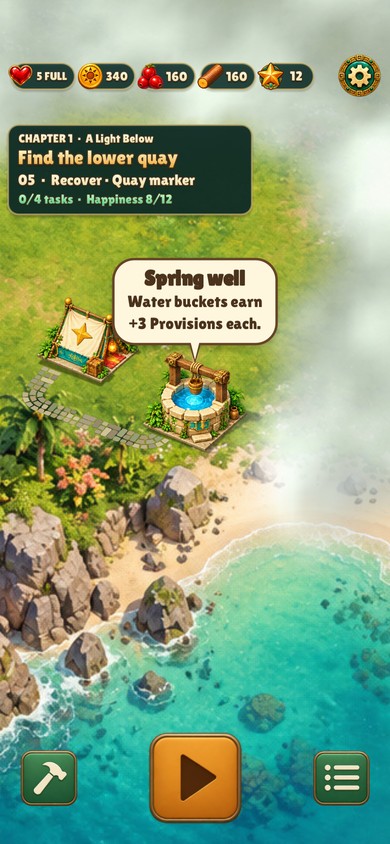 5 FULL
340
160
160
12
CHAPTER 1 · A Light Below
Find the lower quay
05 · Recover · Quay marker
0/4 tasks · Happiness 8/12
Spring well
Water buckets earn
+3 Provisions each.